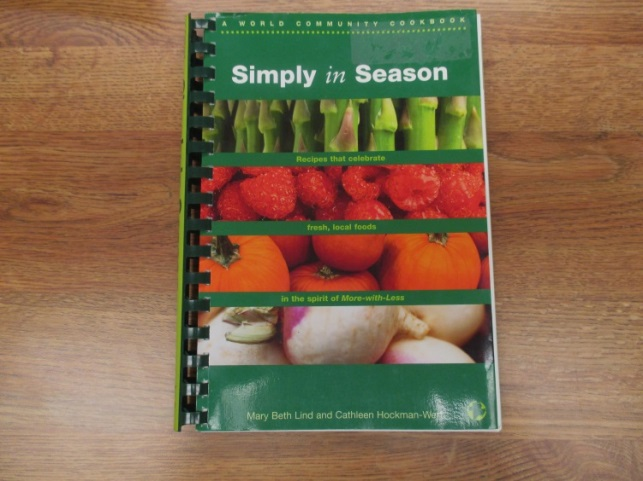 A WORLD COMMUNITY COOKBOOK
Simply in Season
Recipes that celebrate
fresh, local foods
in the spirit of More-with-Less
Mary Beth Lind and Cathleen